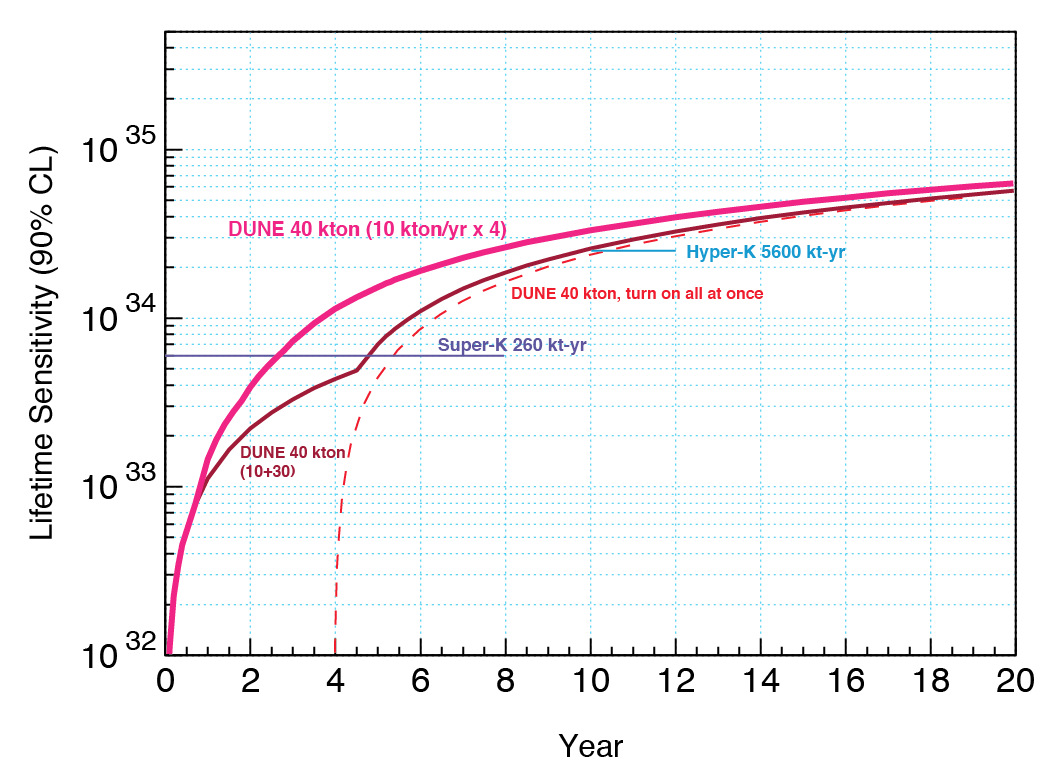 Lifetime Sensitivity (90% CL)
10 35
10 34
10 33
10 32
DUNE 40 kton (10 kton/yr x 4)
Hyper-K 5600 kt-yr
DUNE 40 kton, turn on all at once
Super-K 260 kt-yr
DUNE 40 kton
(10+30)
0 2 4 6 8 10 12 14 16 18 20
Year